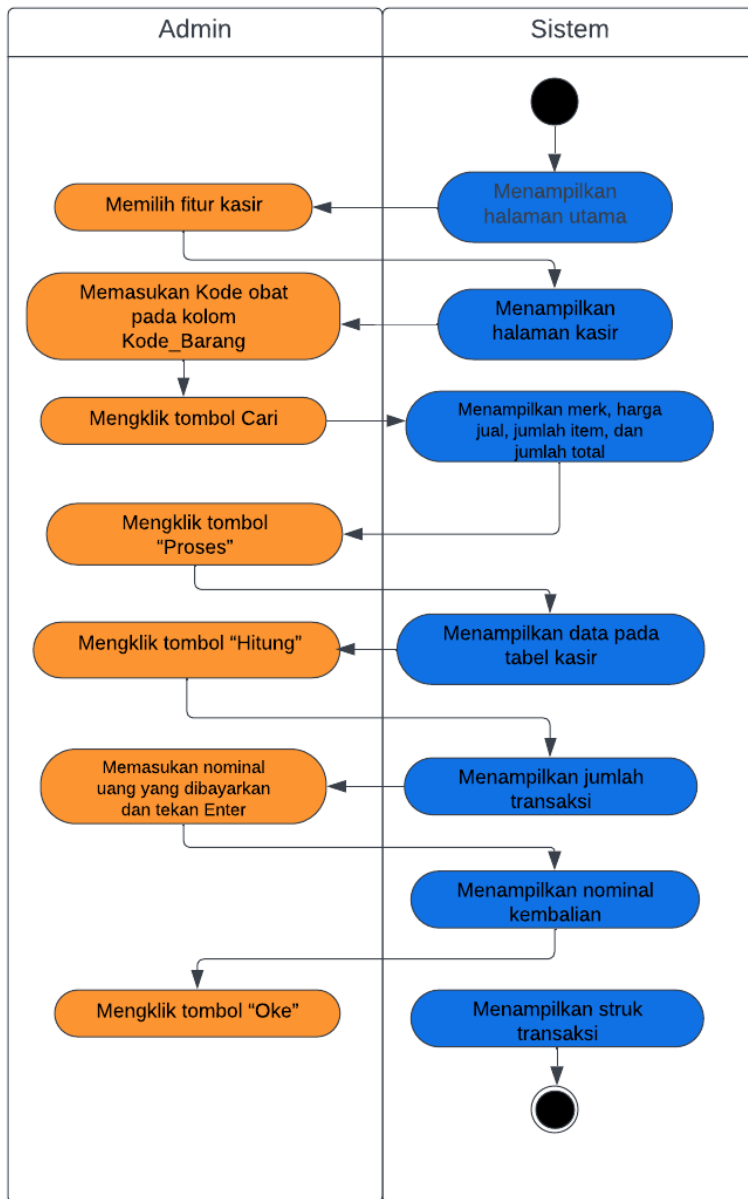 Admin
Sistem
Menampilkan
halaman utama
Memilih fitur kasir
Menampilkan
halaman kasir
Memasukan Kode obat
pada kolom
Kode_Barang
Mengklik tombol Cari
Menampilkan merk, harga
jual, jumlah item, dan
jumlah total
Mengklik tombol
“Proses”
Menampilkan data pada
tabel kasir
Mengklik tombol “Hitung”
Menampilkan jumlah
transaksi
Memasukan nominal
uang yang dibayarkan
dan tekan Enter
Menampilkan nominal
kembalian
Mengklik tombol “Oke”
Menampilkan struk
transaksi